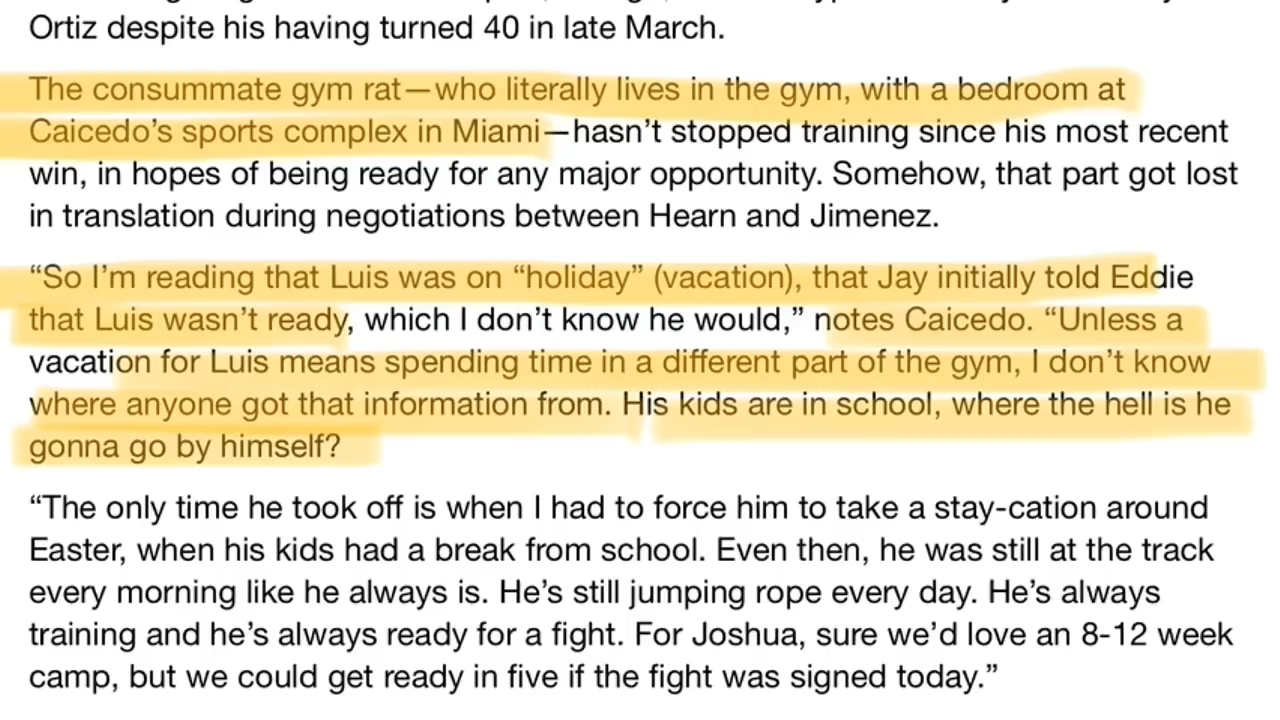 Ortiz despite his having turned 40 in late March.
The consummate gym rat—who literally lives in the gym, with a bedroom at
Caicedo’s sports complex in Miami—hasn’t stopped training since his most recent
win, in hopes of being ready for any major opportunity. Somehow, that part got lost
in translation during negotiations between Hearn and Jimenez.
“So I’m reading that Luis was on “holiday” (vacation), that Jay initially told Eddie
that Luis wasn’t ready, which I don’t know he would,” notes Caicedo. “Unless a
vacation for Luis means spending time in a different part of the gym, I don’t know
where anyone got that information from. His kids are in school, where the hell is he
gonna go by himself?
“The only time he took off is when I had to force him to take a stay-cation around
Easter, when his kids had a break from school. Even then, he was still at the track
every morning like he always is. He’s still jumping rope every day. He’s always
training and he’s always ready for a fight. For Joshua, sure we’d love an 8-12 week
camp, but we could get ready in five if the fight was signed today.”